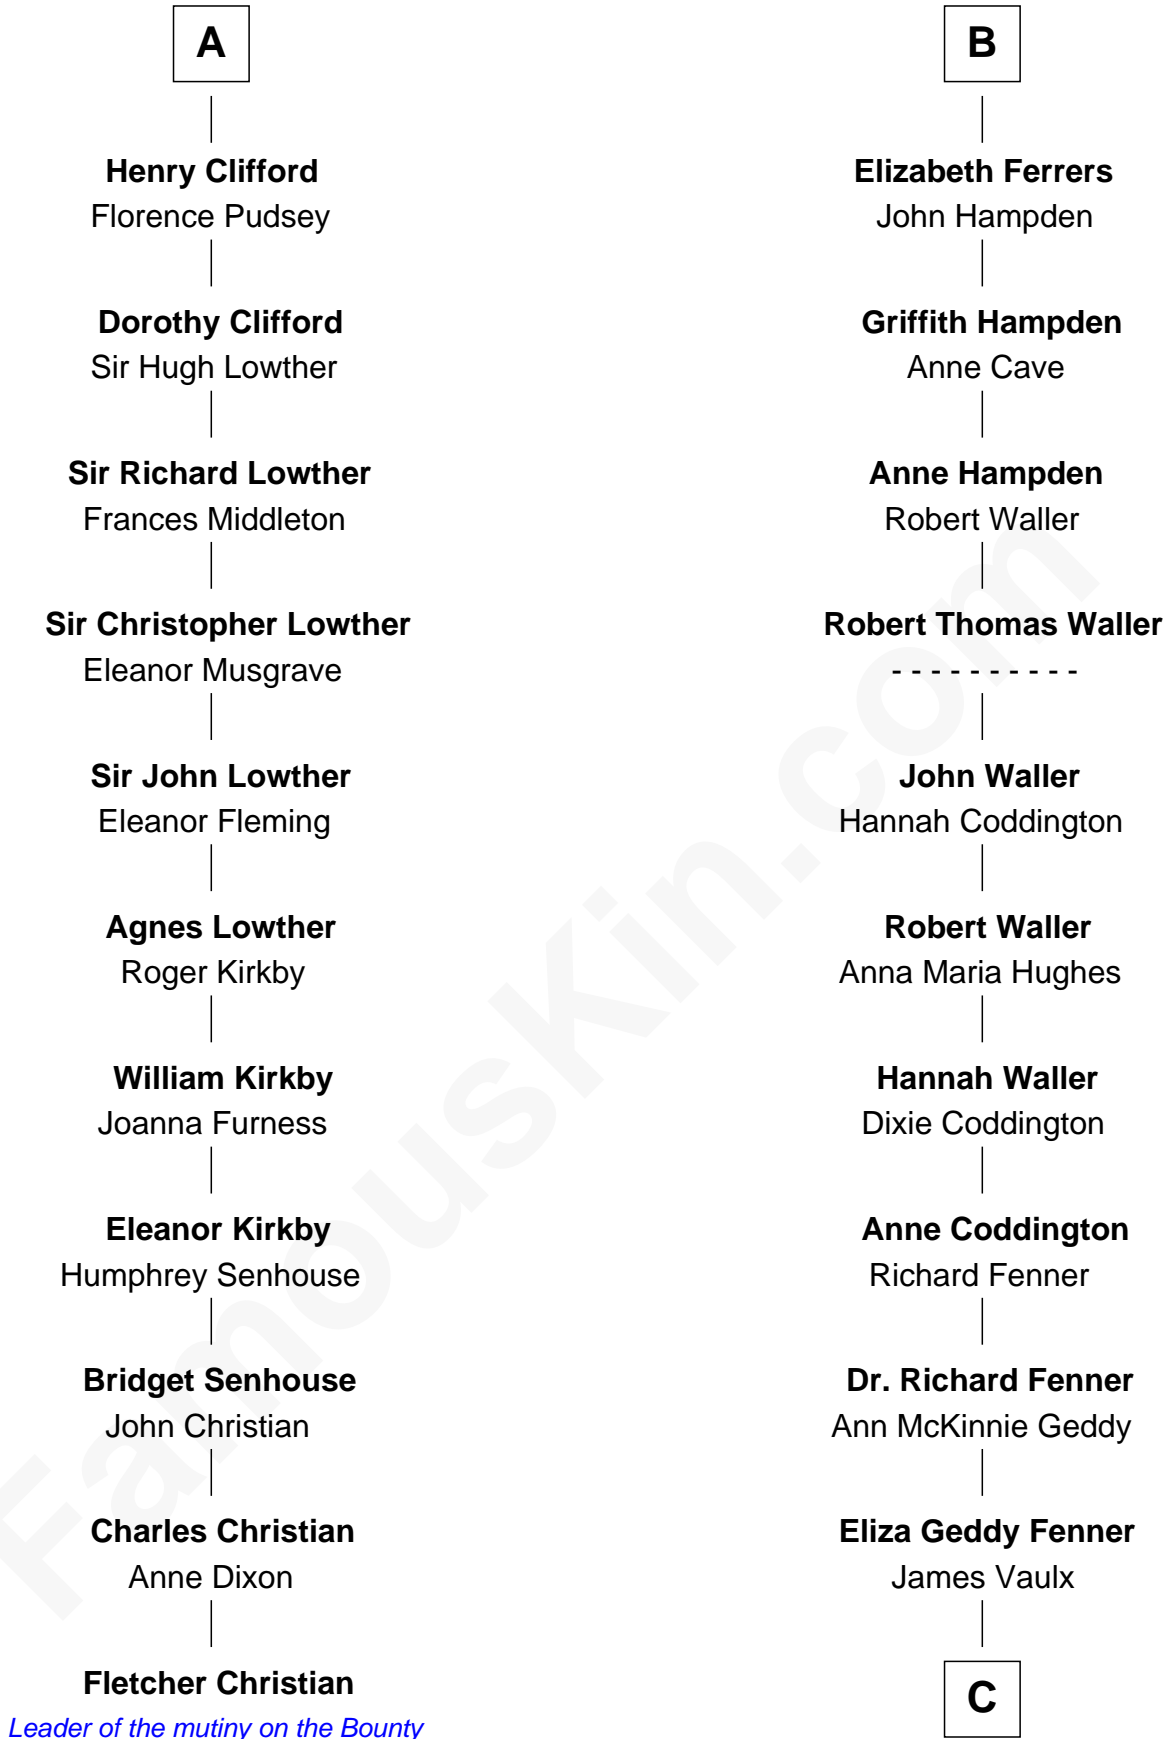 A
Henry Clifford
Florence Pudsey
Dorothy Clifford
Sir Hugh Lowther
Sir Richard Lowther
Frances Middleton
Sir Christopher Lowther
Eleanor Musgrave
Sir John Lowther
Eleanor Fleming
Agnes Lowther
Roger Kirkby
William Kirkby
Joanna Furness
Eleanor Kirkby
Humphrey Senhouse
Bridget Senhouse
John Christian
Charles Christian
Anne Dixon
Fletcher Christian
Leader of the mutiny on the Bounty
B
Elizabeth Ferrers
John Hampden
Griffith Hampden
Anne Cave
Anne Hampden
Robert Waller
Robert Thomas Waller
- - - - - - - - - -
John Waller
Hannah Coddington
Robert Waller
Anna Maria Hughes
Hannah Waller
Dixie Coddington
Anne Coddington
Richard Fenner
Dr. Richard Fenner
Ann McKinnie Geddy
Eliza Geddy Fenner
James Vaulx
C
FamousKin.com